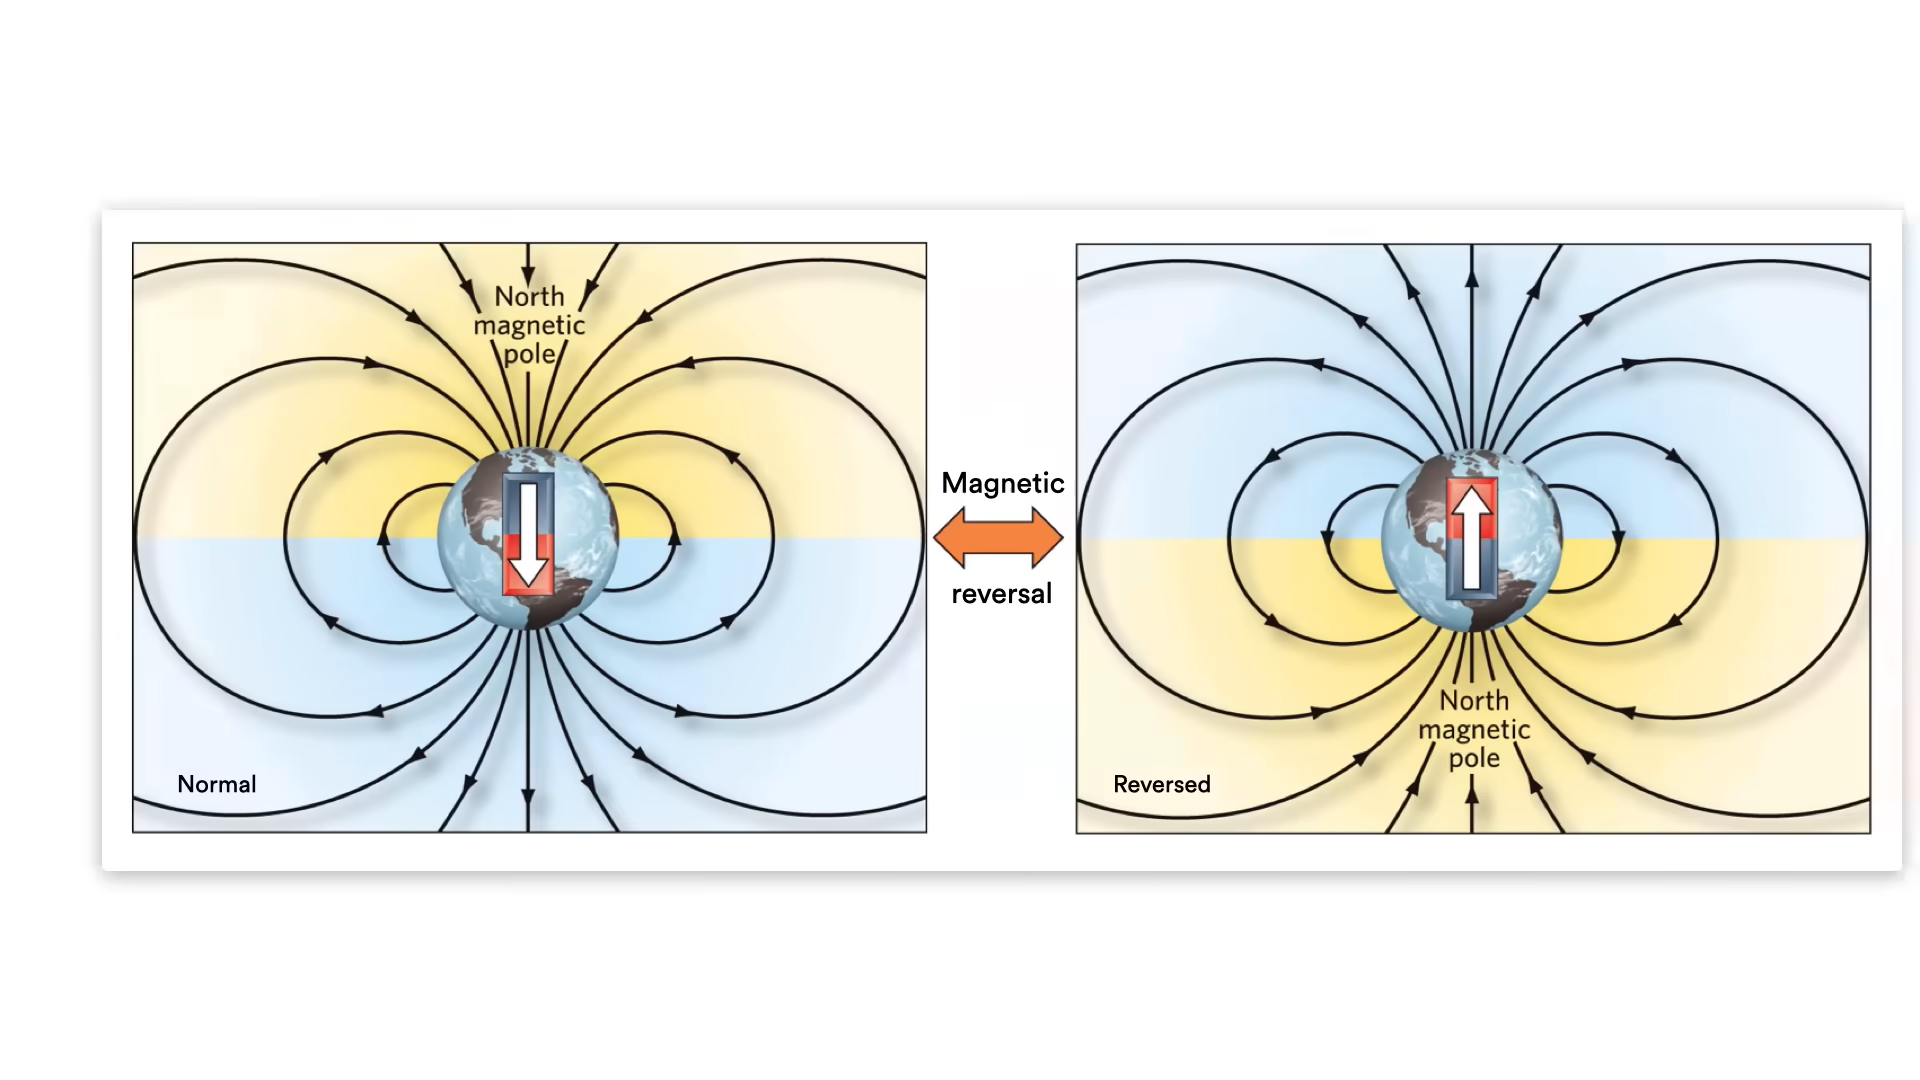 North
magnetic
pole
Normal
Magnetic
reversal
North
magnetic
pole
Reversed